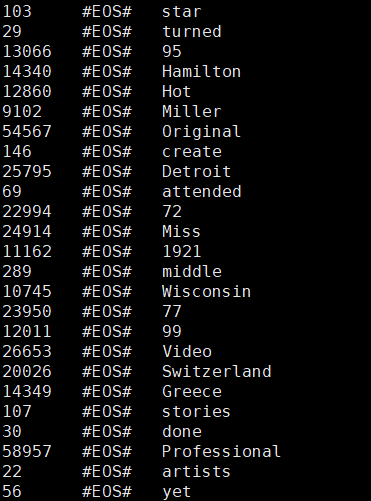 103 #EOS# star
29 #EOS# turned
13066 #EOS# 95
14340 #EOS# Hamilton
12860 #EOS# Hot
9102 #EOS# Miller
54567 #EOS# Original
146 #EOS# create
25795 #EOS# Detroit
69 #EOS# attended
22994 #EOS# 72
24914 #EOS# Miss
11162 #EOS# 1921
289 #EOS# middle
10745 #EOS# Wisconsin
23950 #EOS# 77
12011 #EOS# 99
26653 #EOS# Video
20026 #EOS# Switzerland
14349 #EOS# Greece
107 #EOS# stories
30 #EOS# done
58957 #EOS# Professional
22 #EOS# artists
56 #EOS# yet